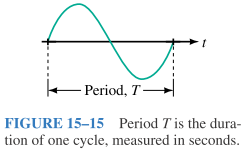 t
Period, T
FIGURE 15–15 Period T is the dura-
tion of one cycle, measured in seconds.